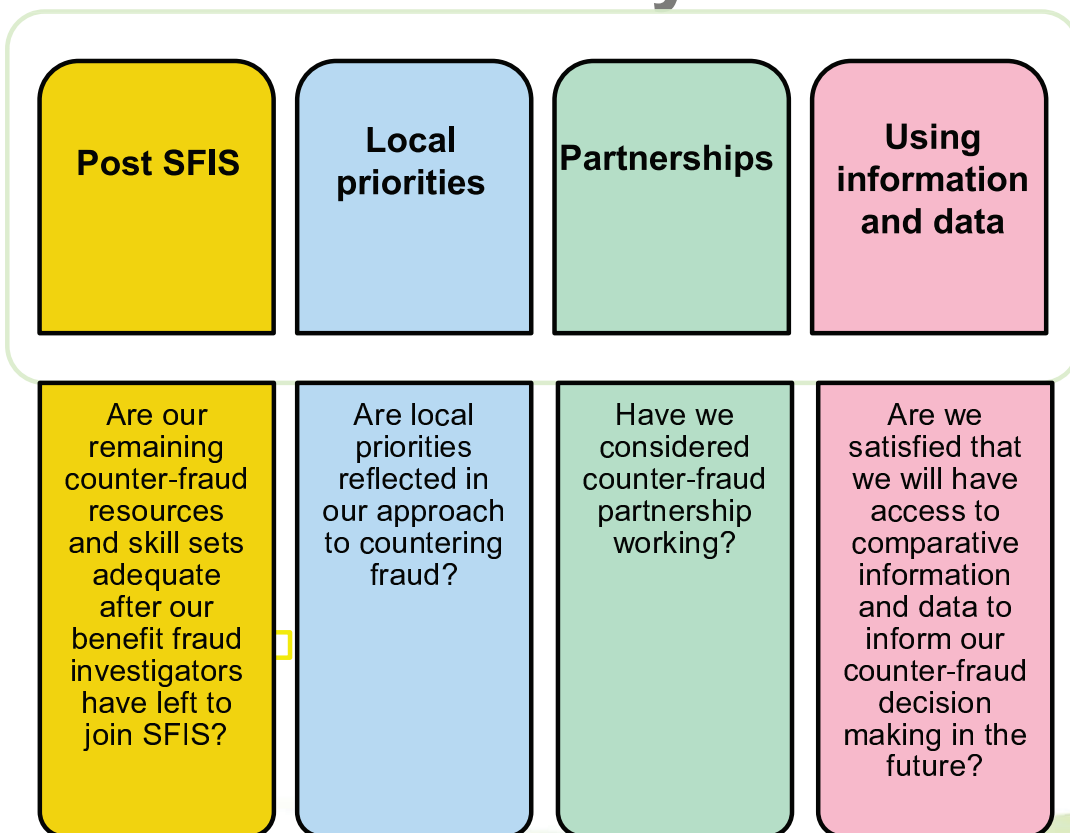 Post SFIS
Local
priorities
Partnerships
Using
information
and data
Are our
remaining
counter-fraud
resources
and skill sets
adequate
after our
benefit fraud
investigators
have left to
join SFIS?
Are local
priorities
reflected in
our approach
to countering
fraud?
Have we
considered
counter-fraud
partnership
working?
Are we
satisfied that
we will have
access to
comparative
information
and data to
inform our
counter-fraud
decision
making in the
future?